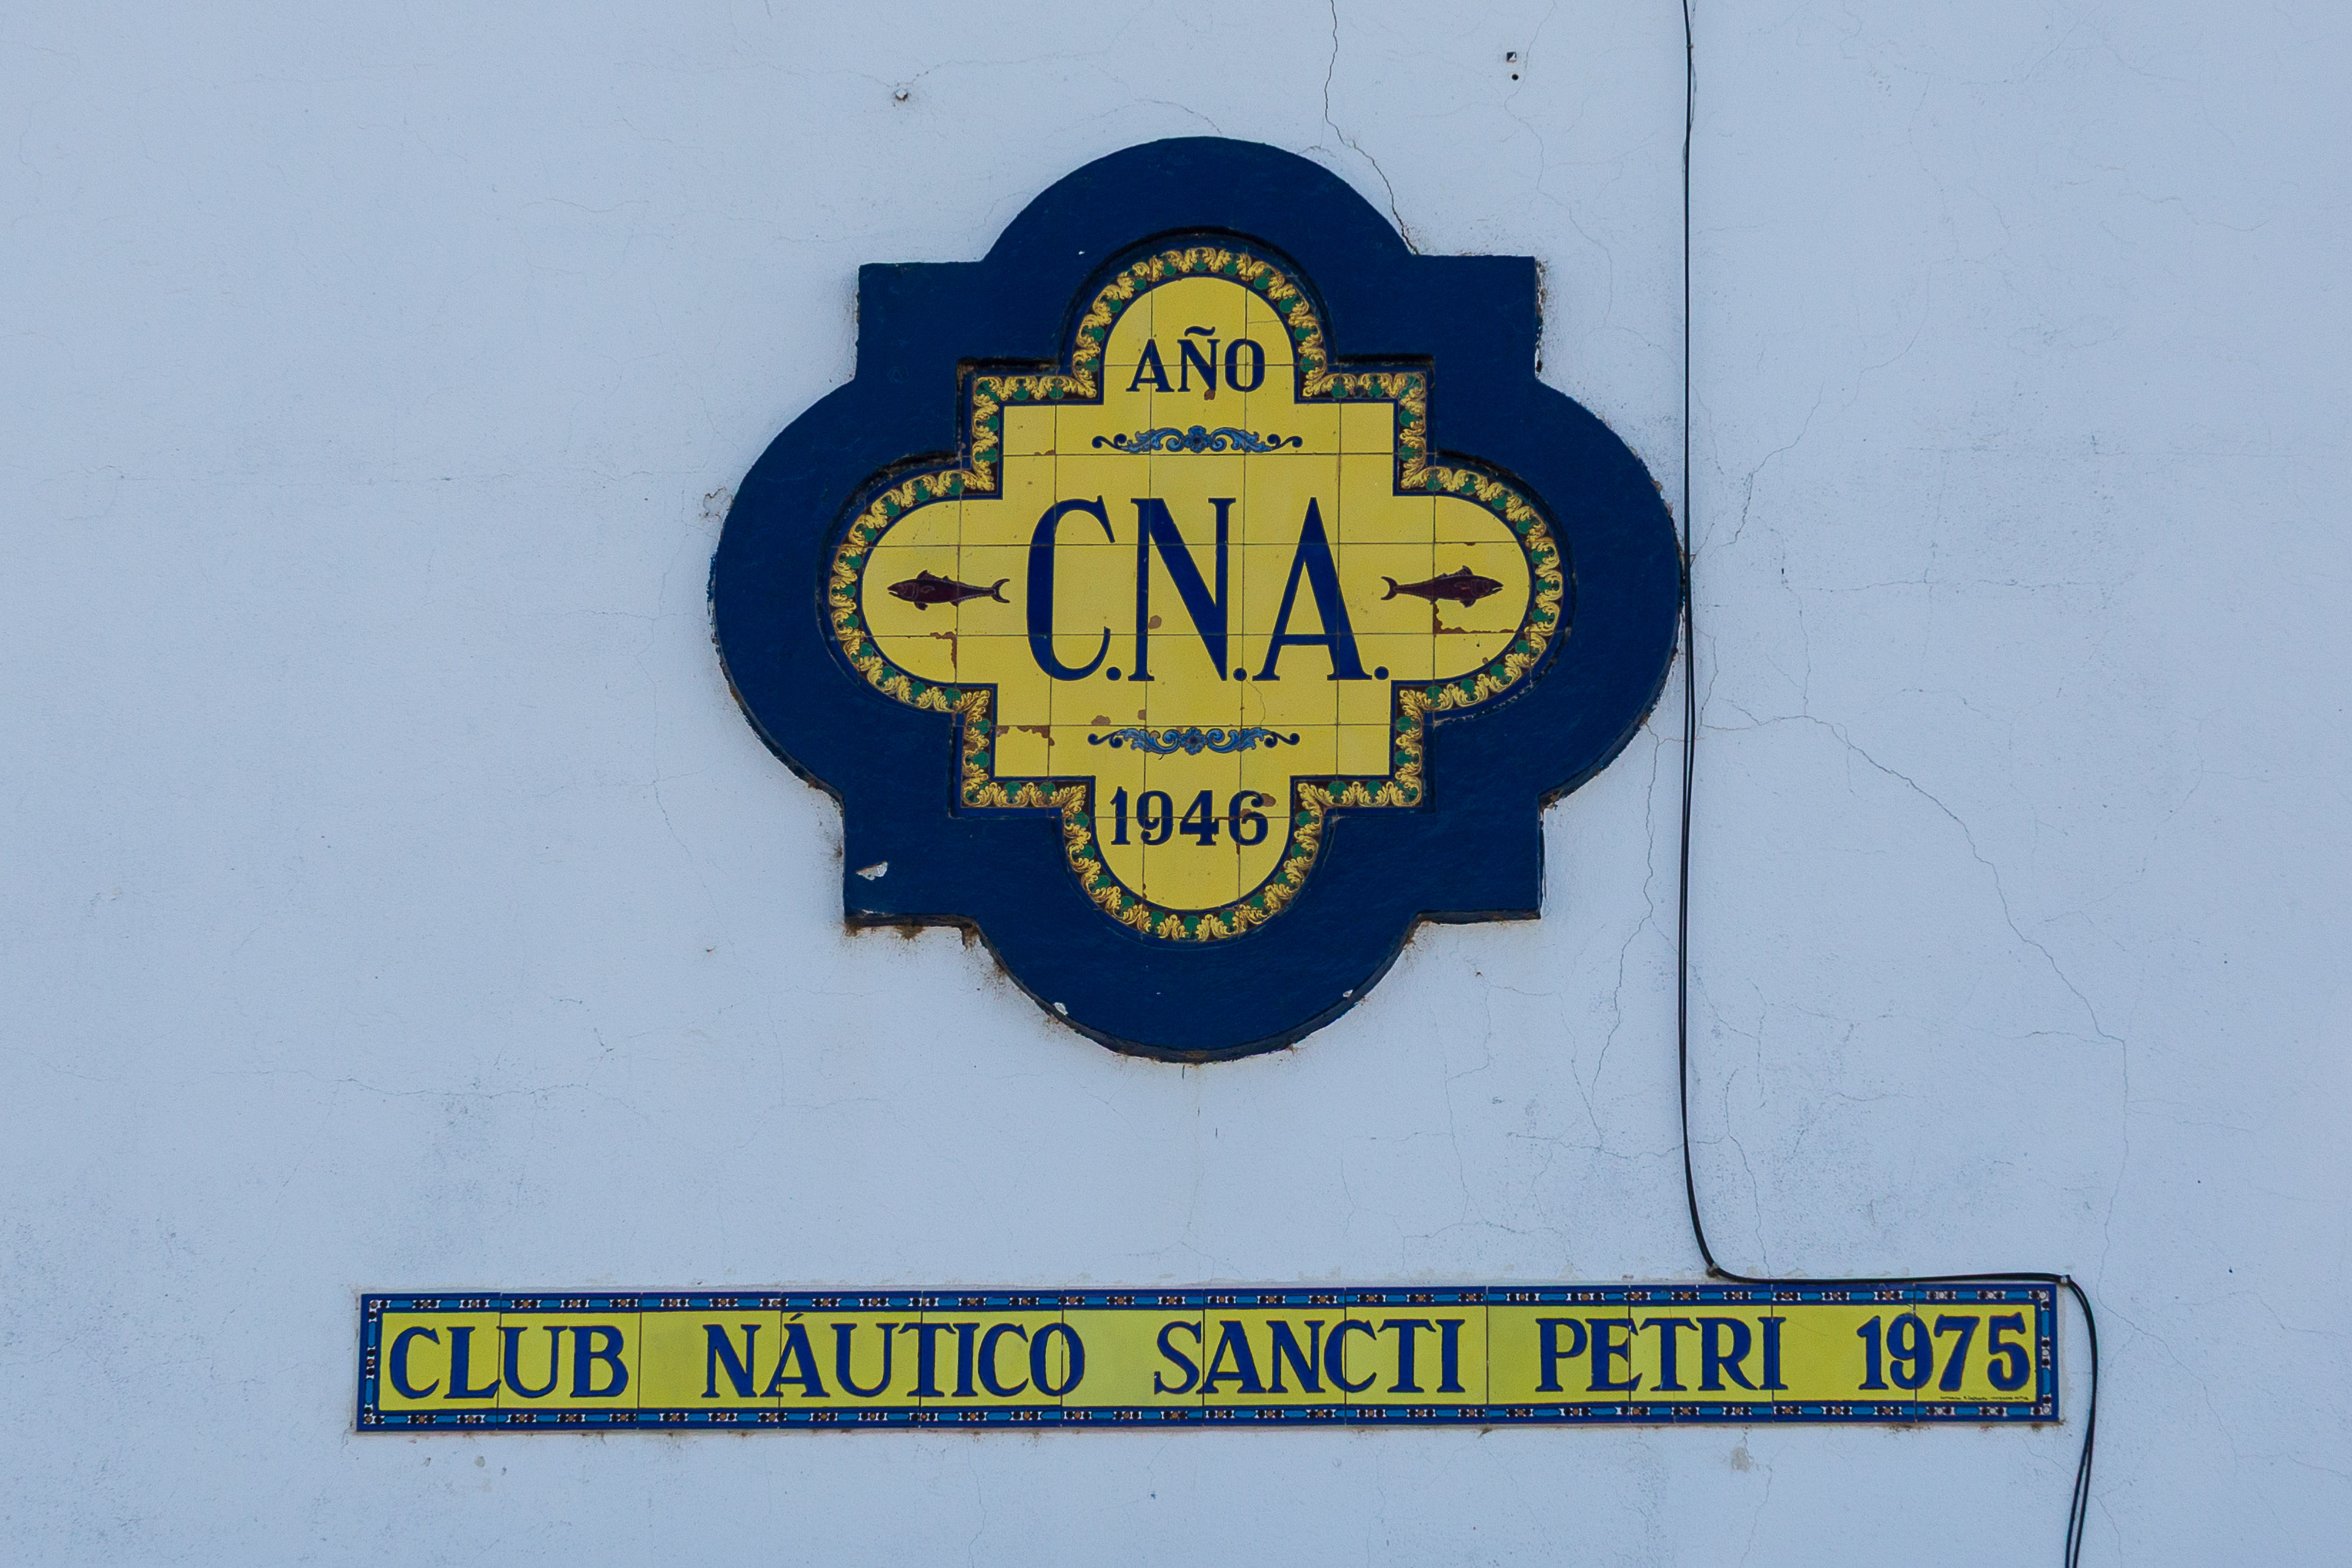 AÑO
C.N.A.
1946
CLUB NÁUTICO SANCTI PETRI 1975